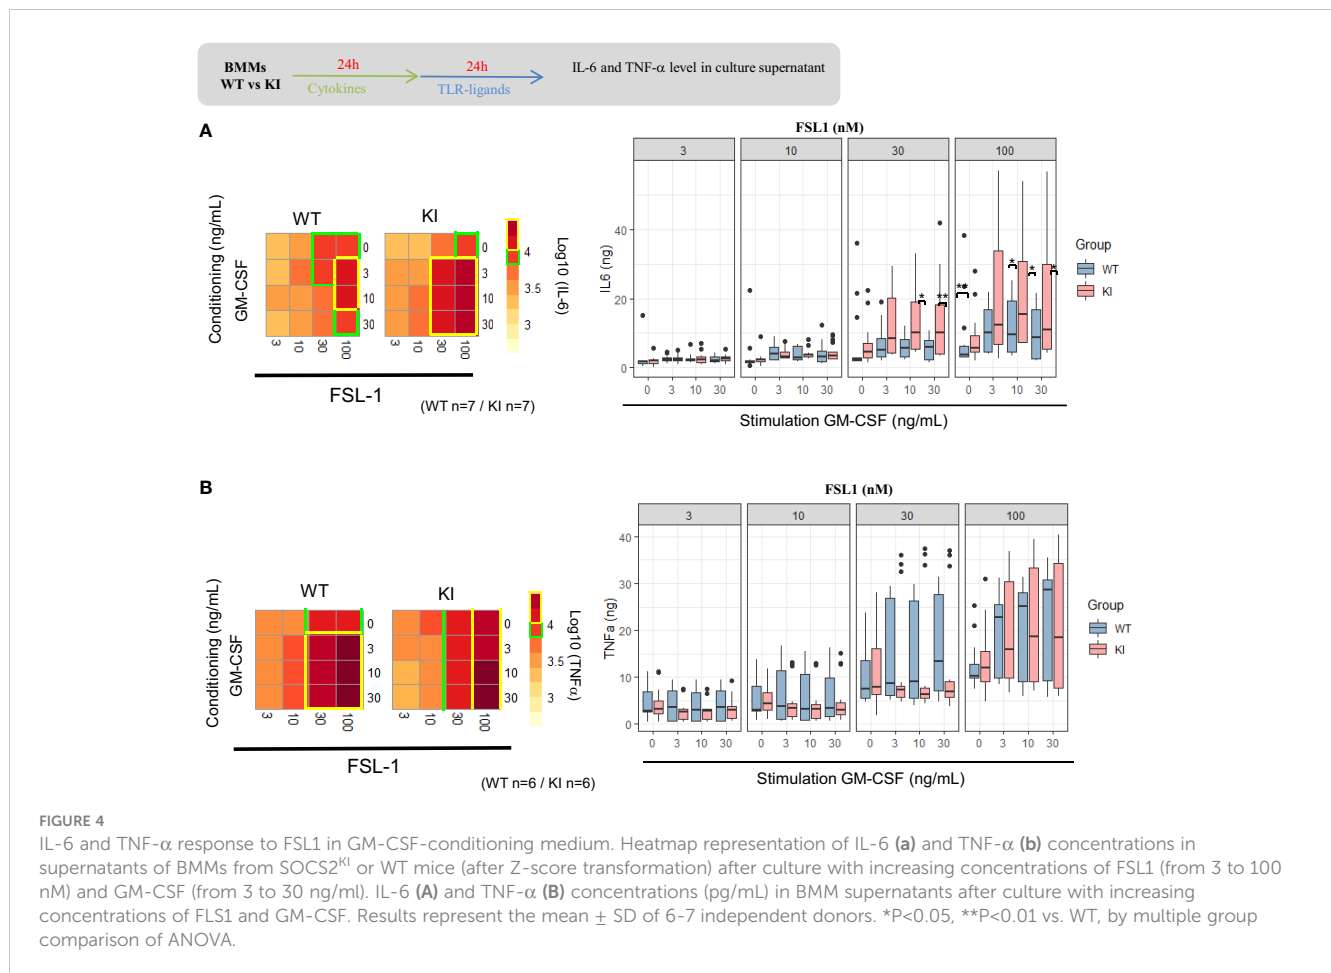 BMMs
WT vs KI
24h
Cytokines
24h
TLR-ligands
IL-6 and TNF-α level in culture supernatant
A
Conditioning (ng/mL)
GM-CSF
WT
KI
0
3
10
30
0
3
10
30
3
10
30
100
3
10
30
100
4
3.5
3
Log10 (IL-6)
FSL-1
(WT n=7 / KI n=7)
FSL1 (nM)
3
10
30
100
IL6 (ng)
40
20
0
**
*
**
*
*
*
0
3
10
30
0
3
10
30
0
3
10
30
0
3
10
30
Stimulation GM-CSF (ng/mL)
Group
WT
KI
B
Conditioning (ng/mL)
GM-CSF
WT
KI
0
3
10
30
0
3
10
30
3
10
30
100
3
10
30
100
4
3.5
3
Log10 (TNFα)
FSL-1
(WT n=6 / KI n=6)
FSL1 (nM)
3
10
30
100
TNFa (ng)
40
30
20
10
0
0
3
10
30
0
3
10
30
0
3
10
30
0
3
10
30
Stimulation GM-CSF (ng/mL)
Group
WT
KI
FIGURE 4
IL-6 and TNF-α response to FSL1 in GM-CSF-conditioning medium. Heatmap representation of IL-6 (a) and TNF-α (b) concentrations in
supernatants of BMMs from SOCS2KI or WT mice (after Z-score transformation) after culture with increasing concentrations of FSL1 (from 3 to 100
nM) and GM-CSF (from 3 to 30 ng/ml). IL-6 (A) and TNF-α (B) concentrations (pg/mL) in BMM supernatants after culture with increasing
concentrations of FLS1 and GM-CSF. Results represent the mean ± SD of 6-7 independent donors. *P<0.05, **P<0.01 vs. WT, by multiple group
comparison of ANOVA.